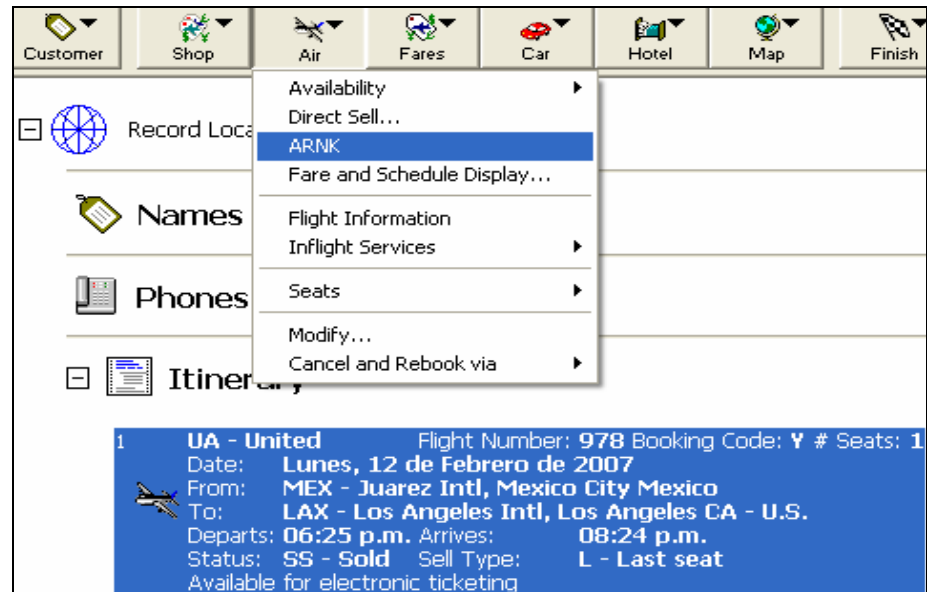 Customer Shop Air Fares Car Hotel Map Finish
Availability
Direct Sell...
Record Loca
ARNK
Fare and Schedule Display...
Names
Flight Information
Inflight Services
Phones
Seats
Modify...
Cancel and Rebook via
Itinerary
1 UA - United Flight Number: 978 Booking Code: Y # Seats: 1
Date: Lunes, 12 de Febrero de 2007
From: MEX - Juarez Intl, Mexico City Mexico
To: LAX - Los Angeles Intl, Los Angeles CA - U.S.
Departs: 06:25 p.m. Arrives: 08:24 p.m.
Status: SS - Sold Sell Type: L - Last seat
Available for electronic ticketing